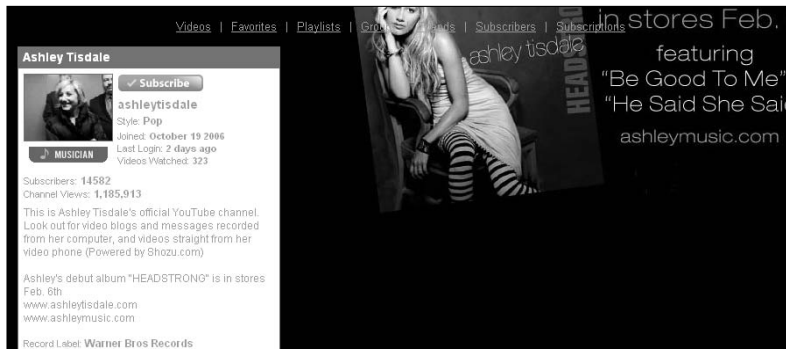 Videos | Favorites | Playlists | Groups | Friends | Subscribers | Subscriptions
in stores Feb.
featuring
"Be Good To Me"
"He Said She Said
ashleymusic.com
ashley tisdale
HEADSTRONG
Ashley Tisdale
Subscribe
ashleytisdale
Style: Pop
Joined: October 19 2006
Last Login: 2 days ago
Videos Watched: 323
MUSICIAN
Subscribers: 14582
Channel Views: 1,185,913
This is Ashley Tisdale's official YouTube channel.
Look out for video blogs and messages recorded
from her computer, and videos straight from her
video phone (Powered by Shozu.com)
Ashley's debut album "HEADSTRONG" is in stores
Feb. 6th
www.ashleytisdale.com
www.ashleymusic.com
Record Label: Warner Bros Records